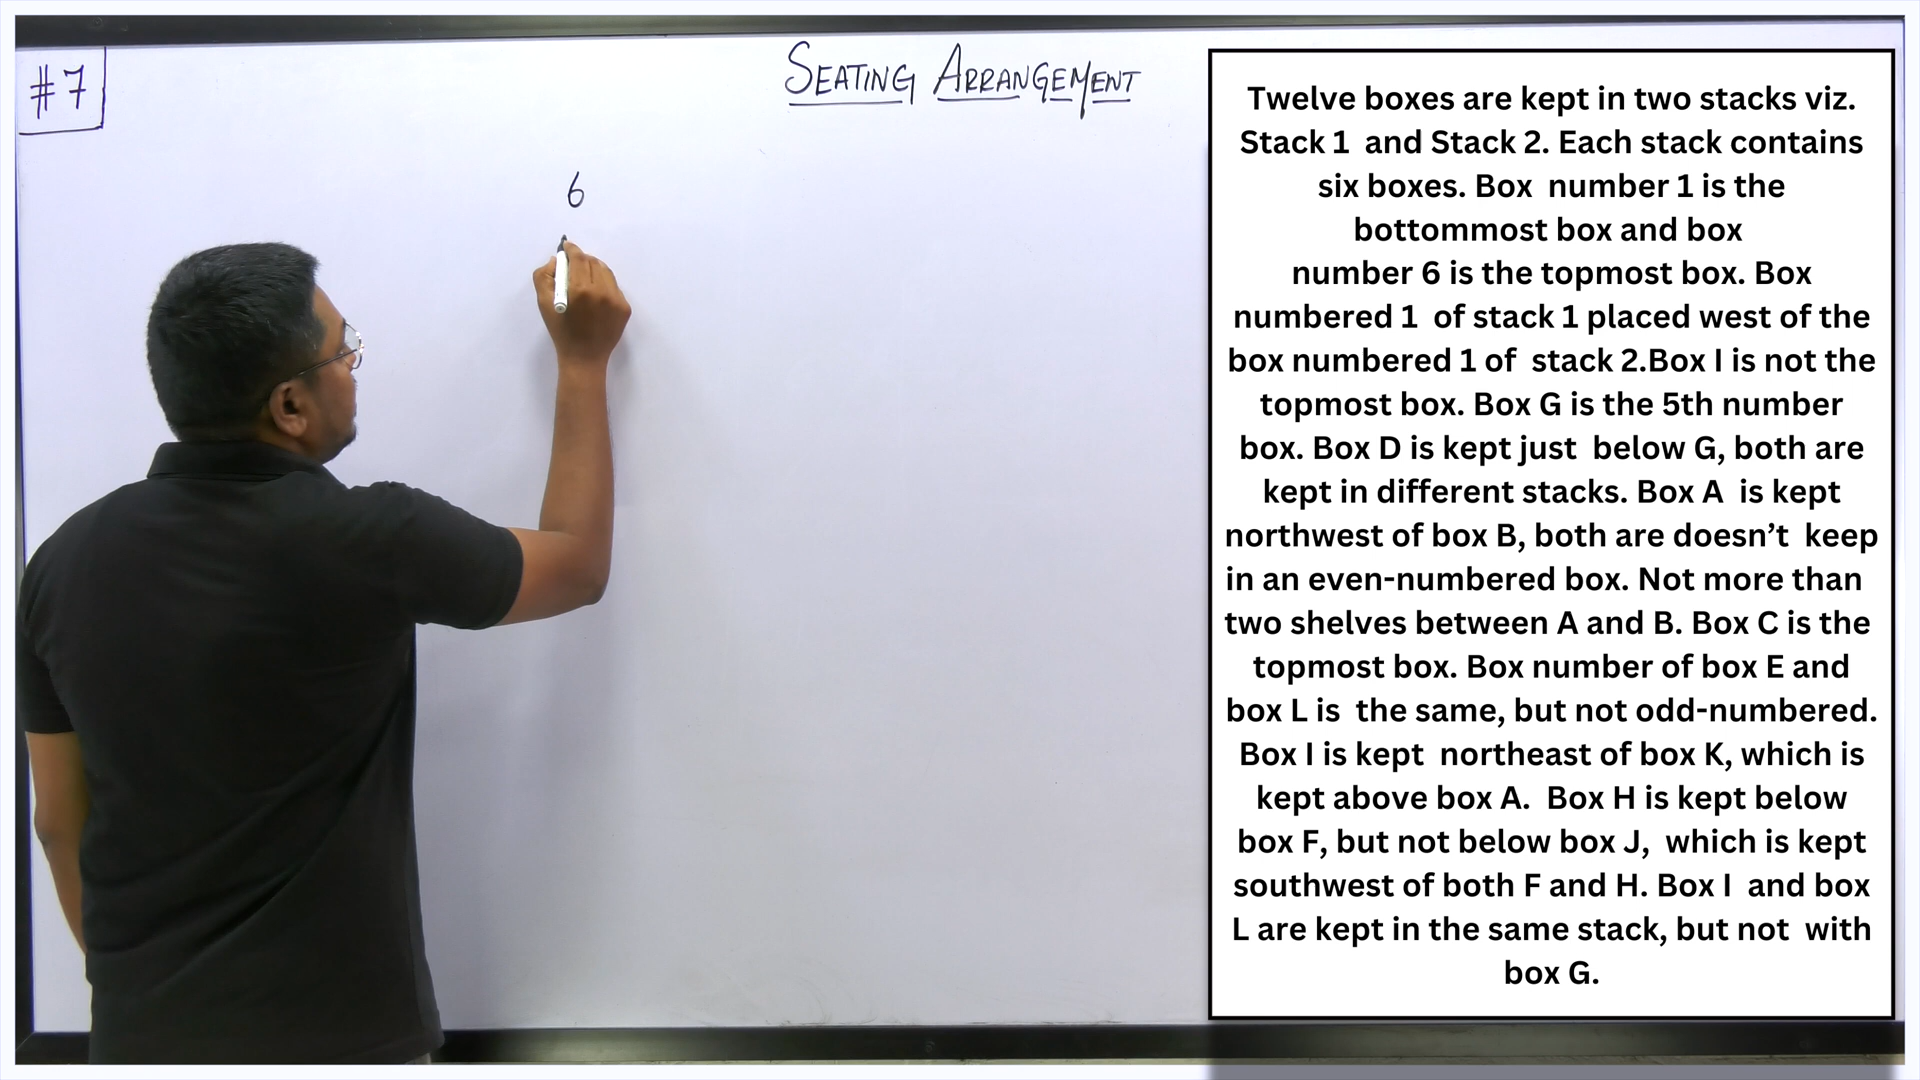 #7
SEATING ARRANGEMENT
6
Twelve boxes are kept in two stacks viz.
Stack 1 and Stack 2. Each stack contains
six boxes. Box number 1 is the
bottommost box and box
number 6 is the topmost box. Box
numbered 1 of stack 1 placed west of the
box numbered 1 of stack 2.Box I is not the
topmost box. Box G is the 5th number
box. Box D is kept just below G, both are
kept in different stacks. Box A is kept
northwest of box B, both are doesn’t keep
in an even-numbered box. Not more than
two shelves between A and B. Box C is the
topmost box. Box number of box E and
box L is the same, but not odd-numbered.
Box I is kept northeast of box K, which is
kept above box A. Box H is kept below
box F, but not below box J, which is kept
southwest of both F and H. Box I and box
L are kept in the same stack, but not with
box G.